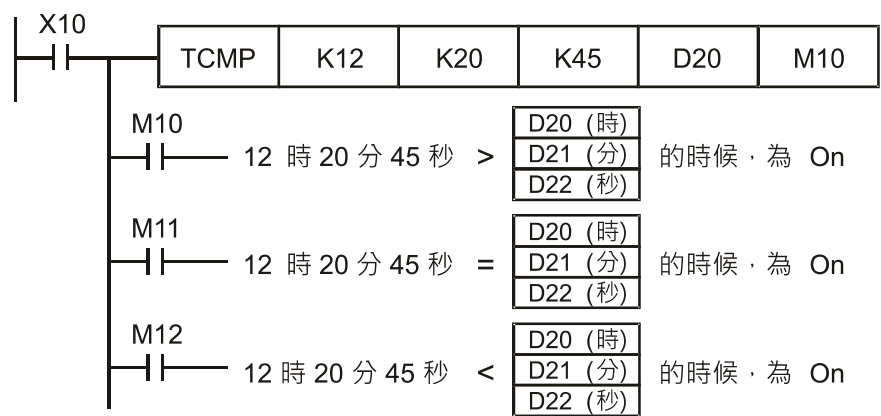 X10
TCMP K12 K20 K45 D20 M10
M10
D20 (時)
12 時 20 分 45 秒 > D21 (分) 的時候,為 On
D22 (秒)
M11
D20 (時)
12 時 20 分 45 秒 = D21 (分) 的時候,為 On
D22 (秒)
M12
D20 (時)
12 時 20 分 45 秒 < D21 (分) 的時候,為 On
D22 (秒)